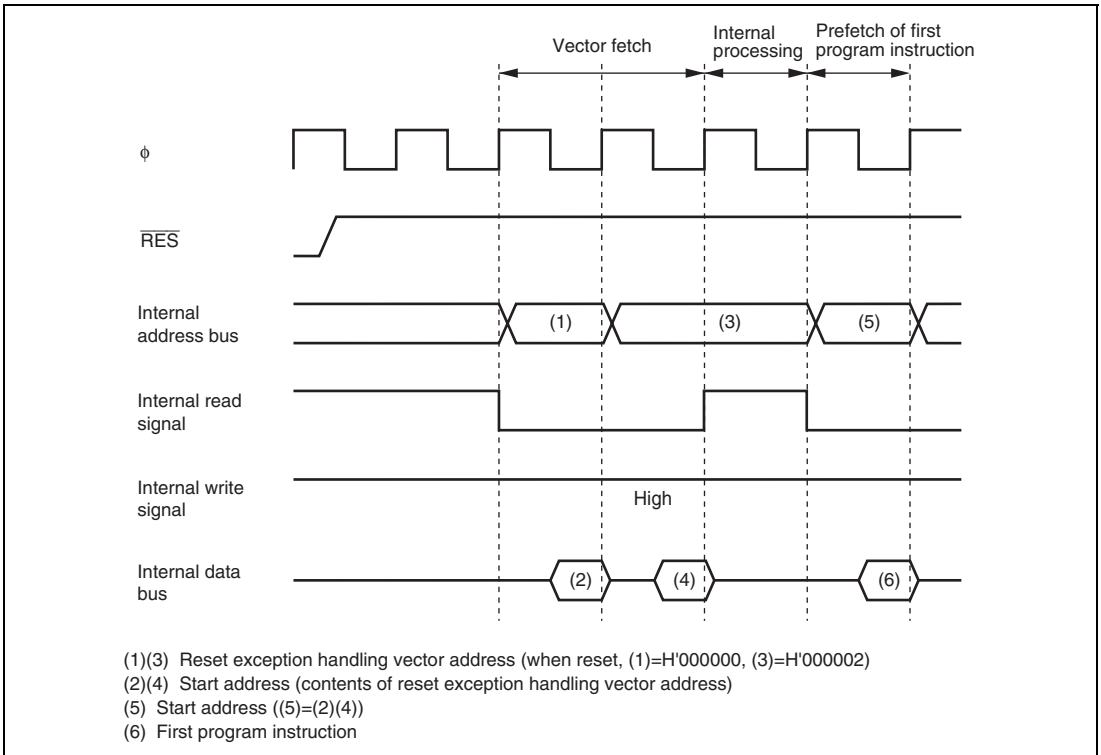 Vector fetch
Internal
processing
Prefetch of first
program instruction
ϕ
RES
Internal
address bus
(1)
(3)
(5)
Internal read
signal
Internal write
signal
High
Internal data
bus
(2)
(4)
(6)
(1)(3) Reset exception handling vector address (when reset, (1)=H'000000, (3)=H'000002)
(2)(4) Start address (contents of reset exception handling vector address)
(5) Start address ((5)=(2)(4))
(6) First program instruction